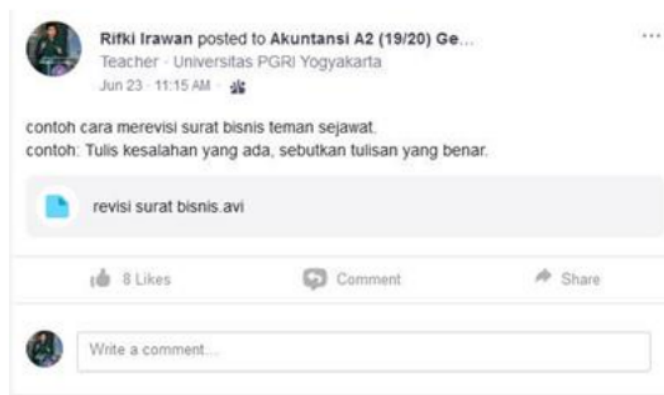 Rifki Irawan posted to Akuntansi A2 (19/20) Ge...
Teacher · Universitas PGRI Yogyakarta
Jun 23 · 11:15 AM ·
contoh cara merevisi surat bisnis teman sejawat.
contoh: Tulis kesalahan yang ada, sebutkan tulisan yang benar.
revisi surat bisnis.avi
8 Likes Comment Share
Write a comment...